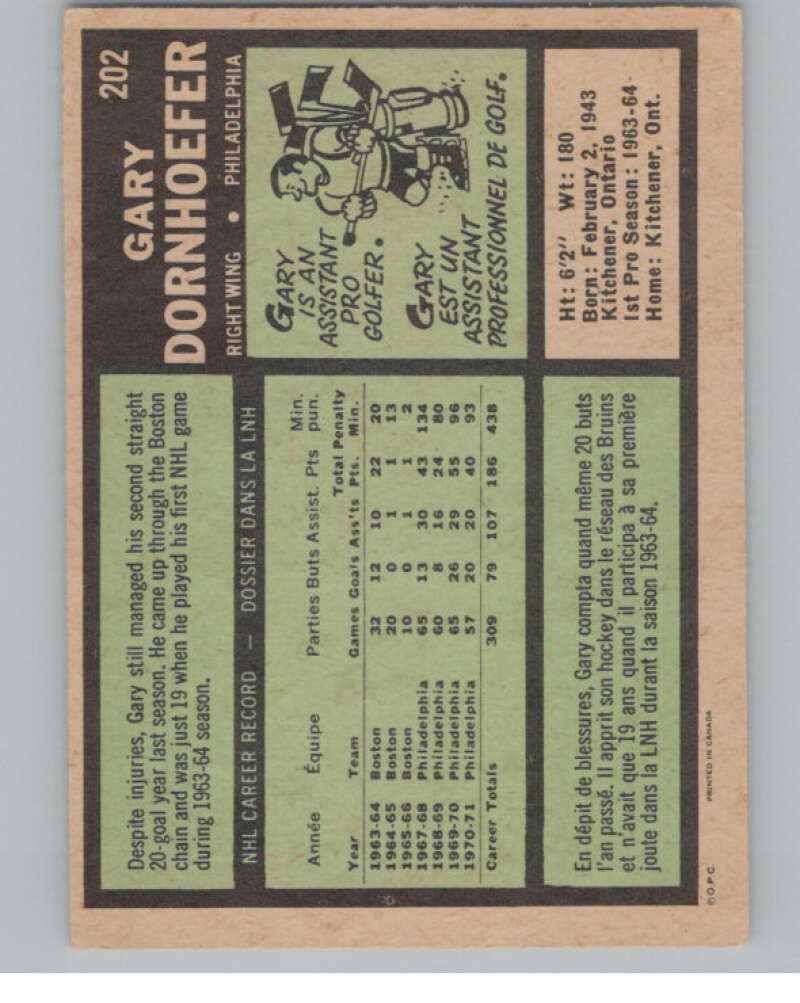 202
GARY
DORNHOEFER
RIGHT WING • PHILADELPHIA
Despite injuries, Gary still managed his second straight
20-goal year last season. He came up through the Boston
chain and was just 19 when he played his first NHL game
during 1963-64 season.
GARY
IS AN
ASSISTANT
PRO
GOLFER.
GARY
EST UN
ASSISTANT
PROFESSIONNEL DE GOLF.
NHL CAREER RECORD — DOSSIER DANS LA LNH
Année Équipe Parties Buts Assist. Pts Min. pun.
Year Team Games Goals Ass'ts Total Pts. Penalty Min.
1963-64 Boston 32 12 10 22 20
1964-65 Boston 20 0 1 1 13
1965-66 Boston 10 0 1 1 2
1967-68 Philadelphia 65 13 30 43 134
1968-69 Philadelphia 60 8 16 24 80
1969-70 Philadelphia 65 26 29 55 96
1970-71 Philadelphia 57 20 20 40 93
Career Totals 309 79 107 186 438
Ht: 6'2" Wt: 180
Born: February 2, 1943
Kitchener, Ontario
1st Pro Season: 1963-64
Home: Kitchener, Ont.
En dépit de blessures, Gary compta quand même 20 buts
l'an passé. Il apprit son hockey dans le réseau des Bruins
et n'avait que 19 ans quand il participa à sa première
joute dans la LNH durant la saison 1963-64.
©O.P.C. PRINTED IN CANADA